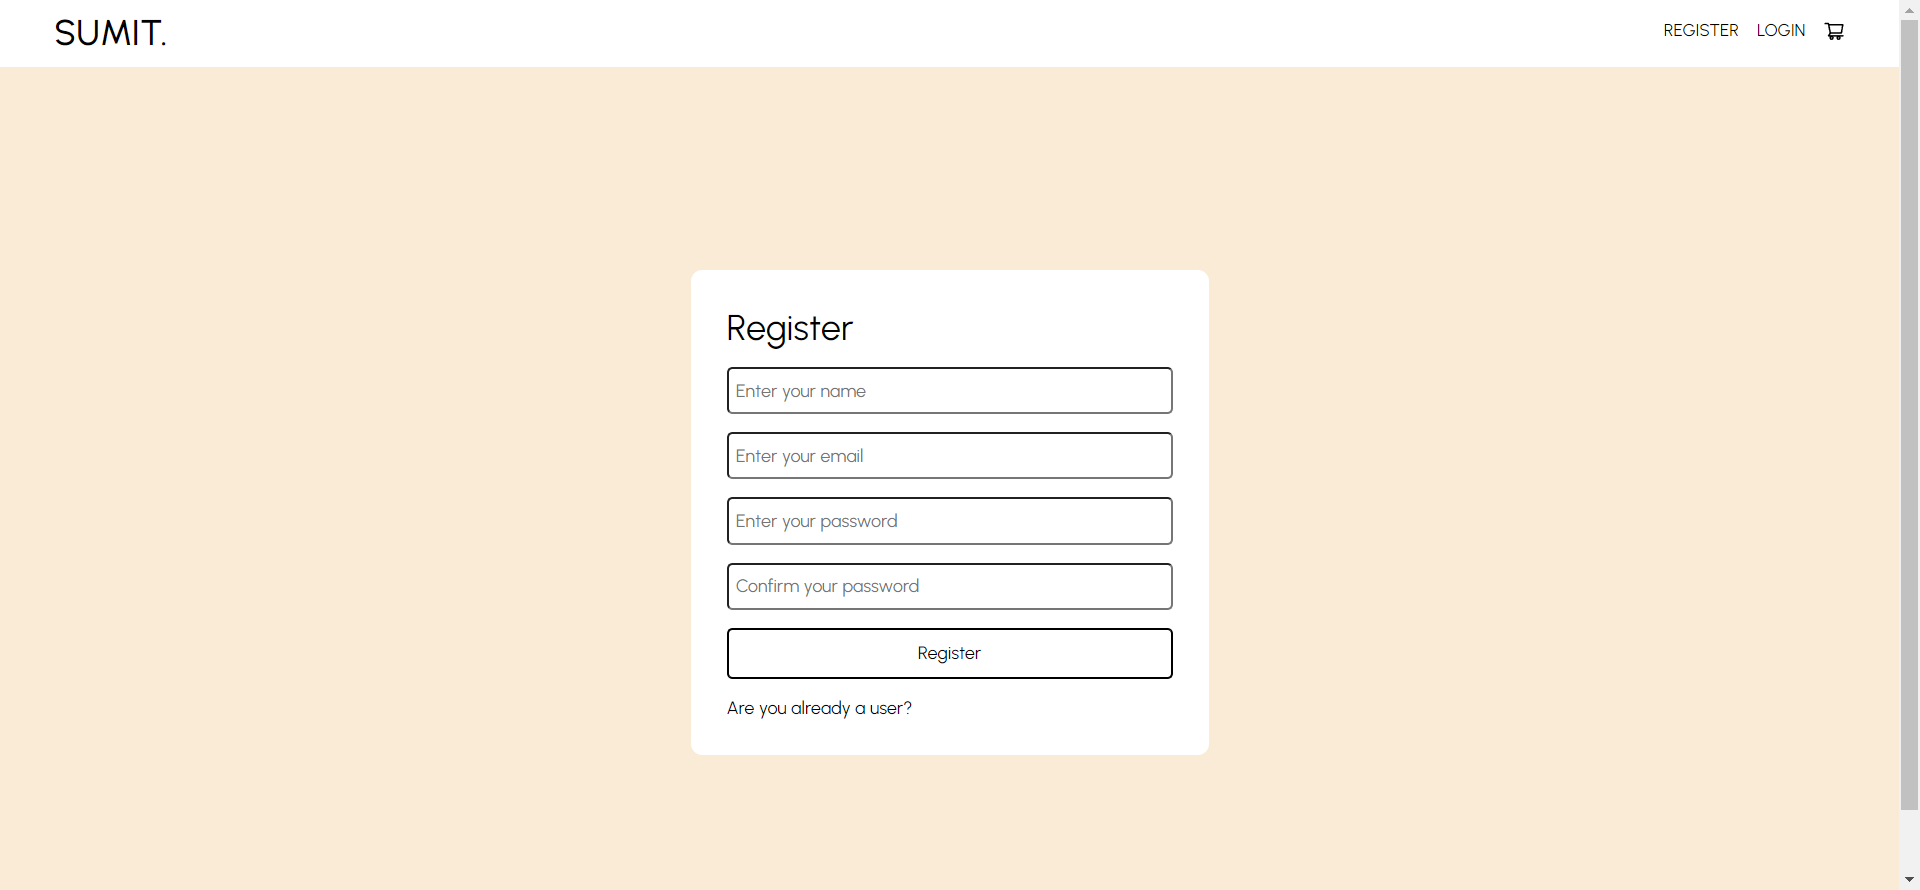 SUMIT.
REGISTER LOGIN
Register
Enter your name
Enter your email
Enter your password
Confirm your password
Register
Are you already a user?